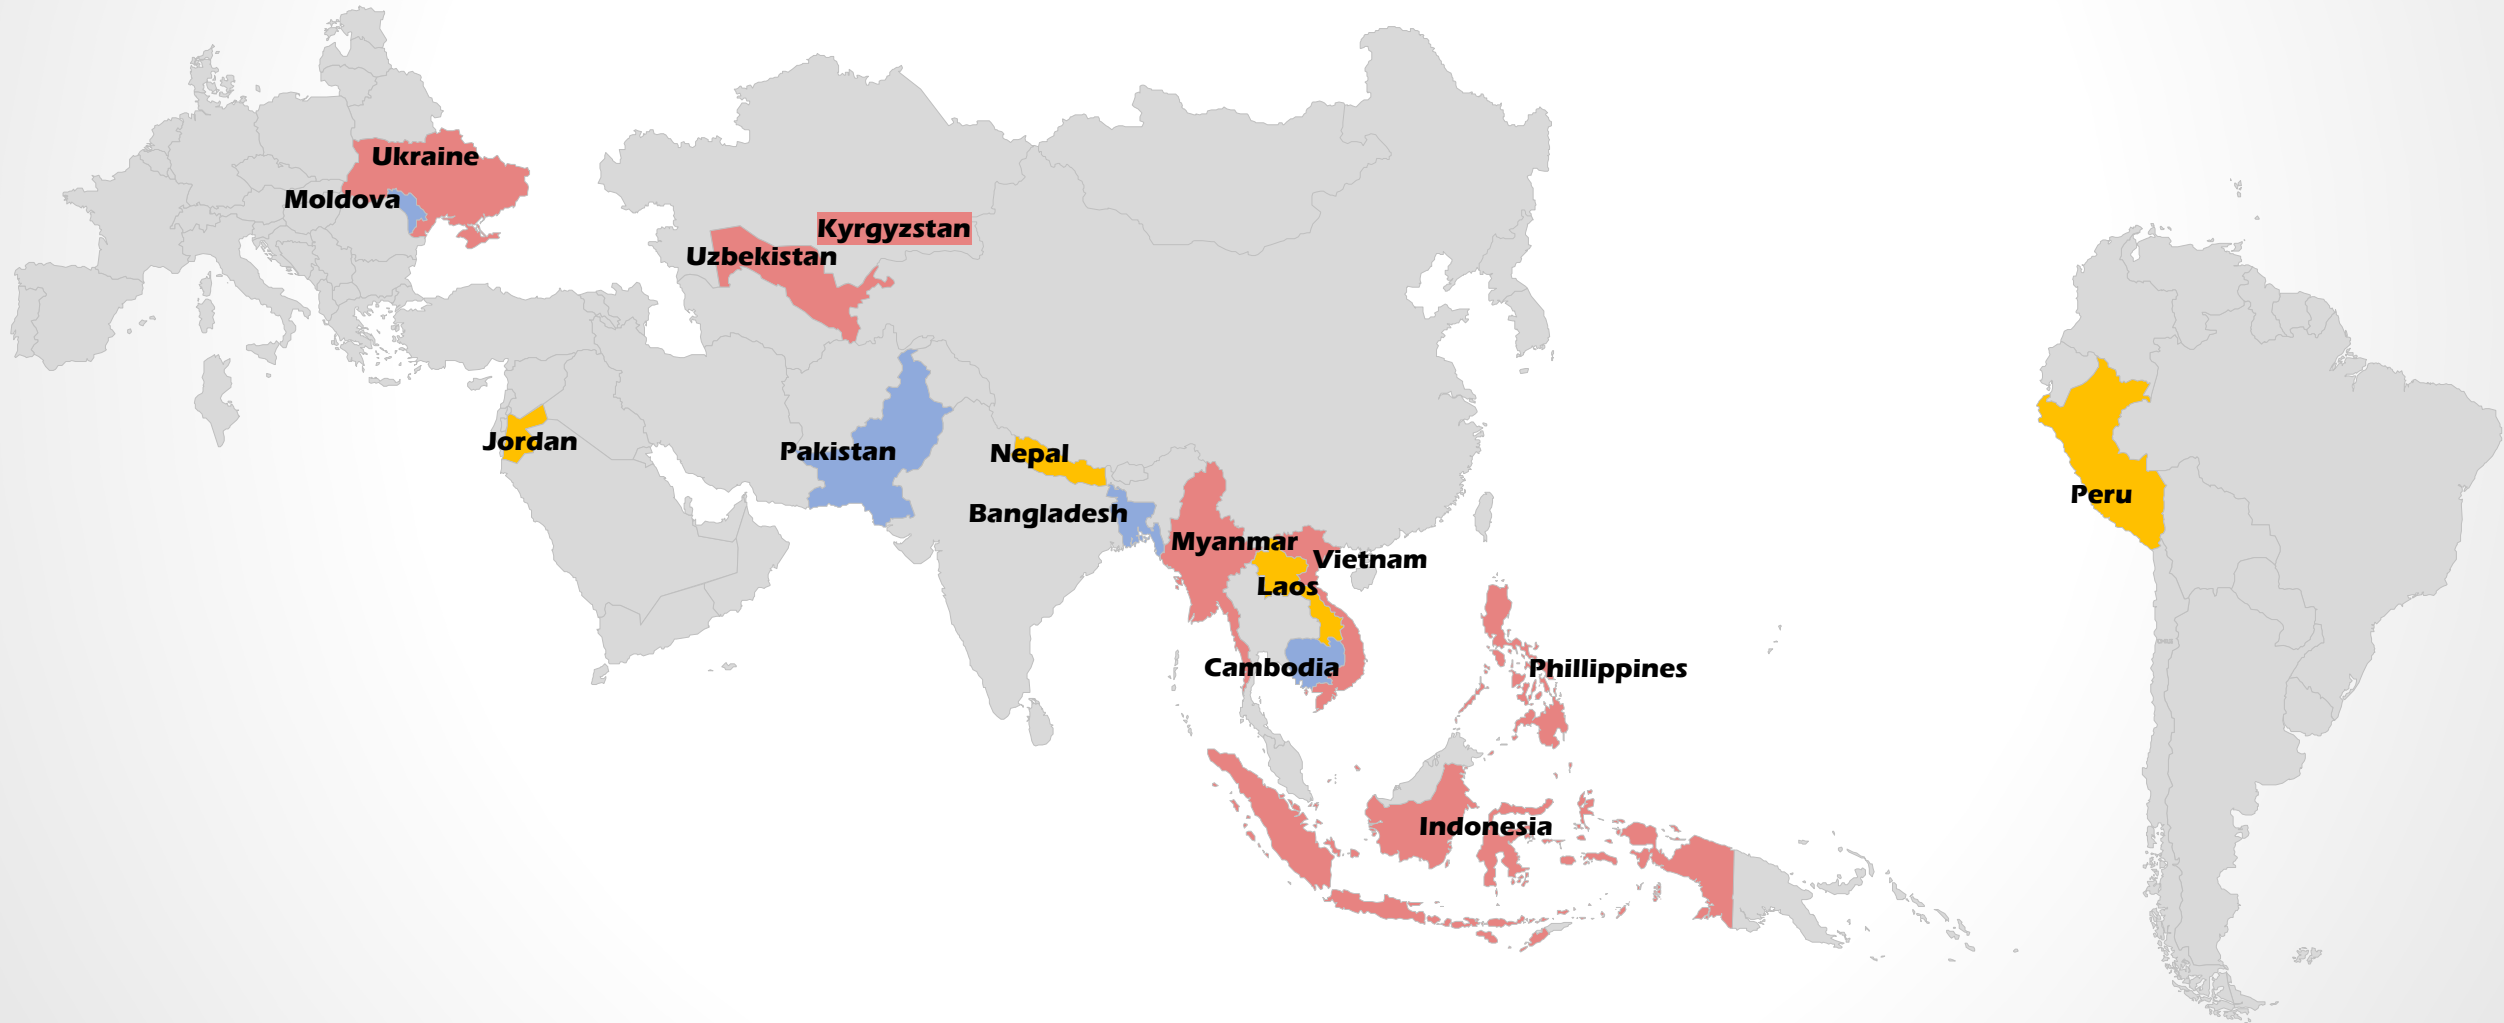 Ukraine
Moldova
Kyrgyzstan
Uzbekistan
Jordan
Pakistan
Nepal
Bangladesh
Myanmar
Vietnam
Laos
Cambodia
Phillippines
Indonesia
Peru